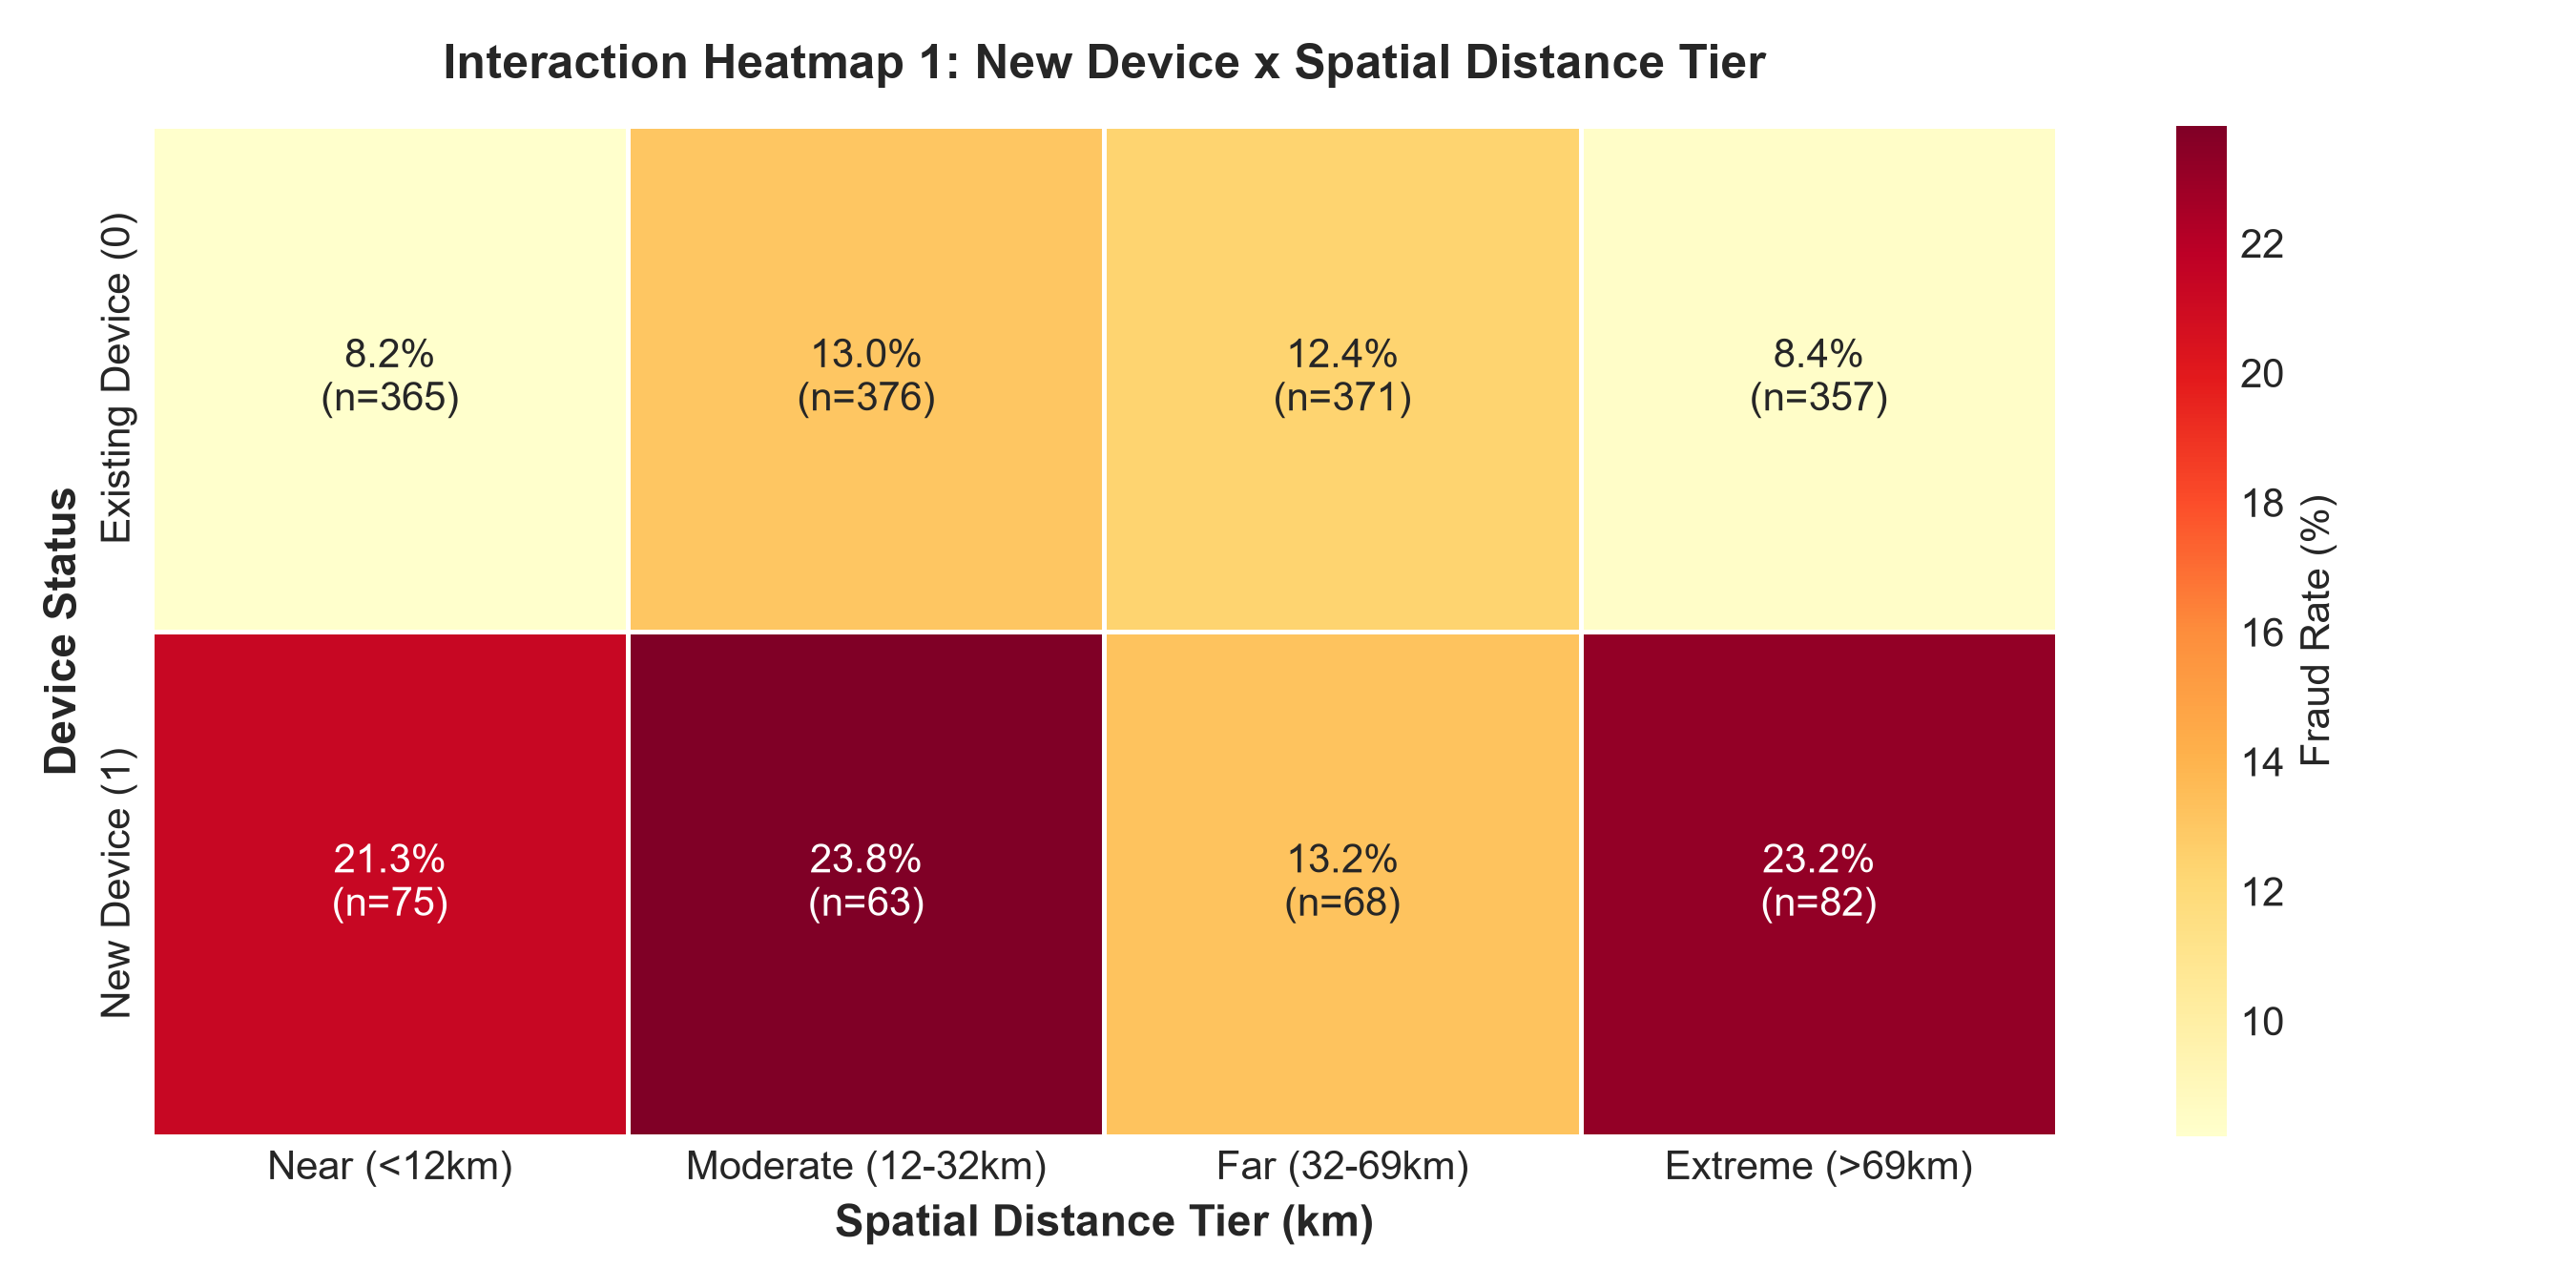 Interaction Heatmap 1: New Device x Spatial Distance Tier
Device Status
Existing Device (0)
8.2%
(n=365)
13.0%
(n=376)
12.4%
(n=371)
8.4%
(n=357)
New Device (1)
21.3%
(n=75)
23.8%
(n=63)
13.2%
(n=68)
23.2%
(n=82)
Near (<12km)
Moderate (12-32km)
Far (32-69km)
Extreme (>69km)
Spatial Distance Tier (km)
22
20
18
16
14
12
10
Fraud Rate (%)